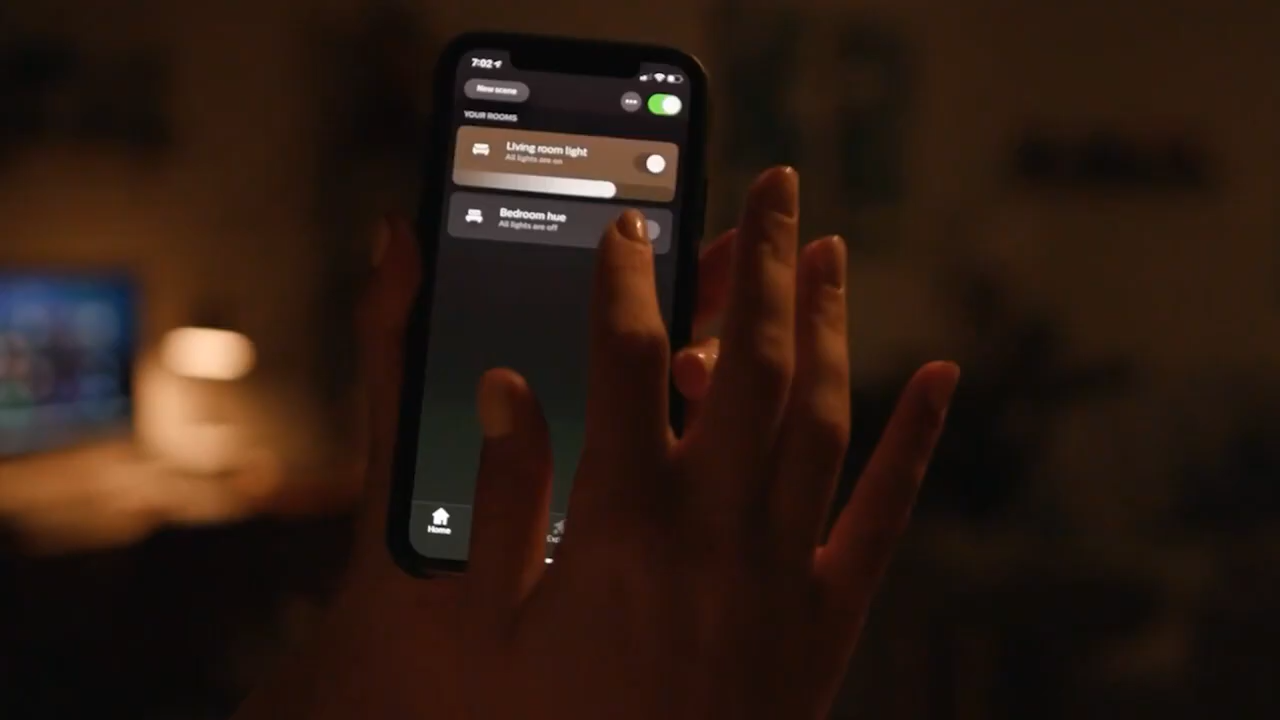 7:02
New scene
YOUR ROOMS
Living room light
All lights are on
Bedroom hue
All lights are off
Home